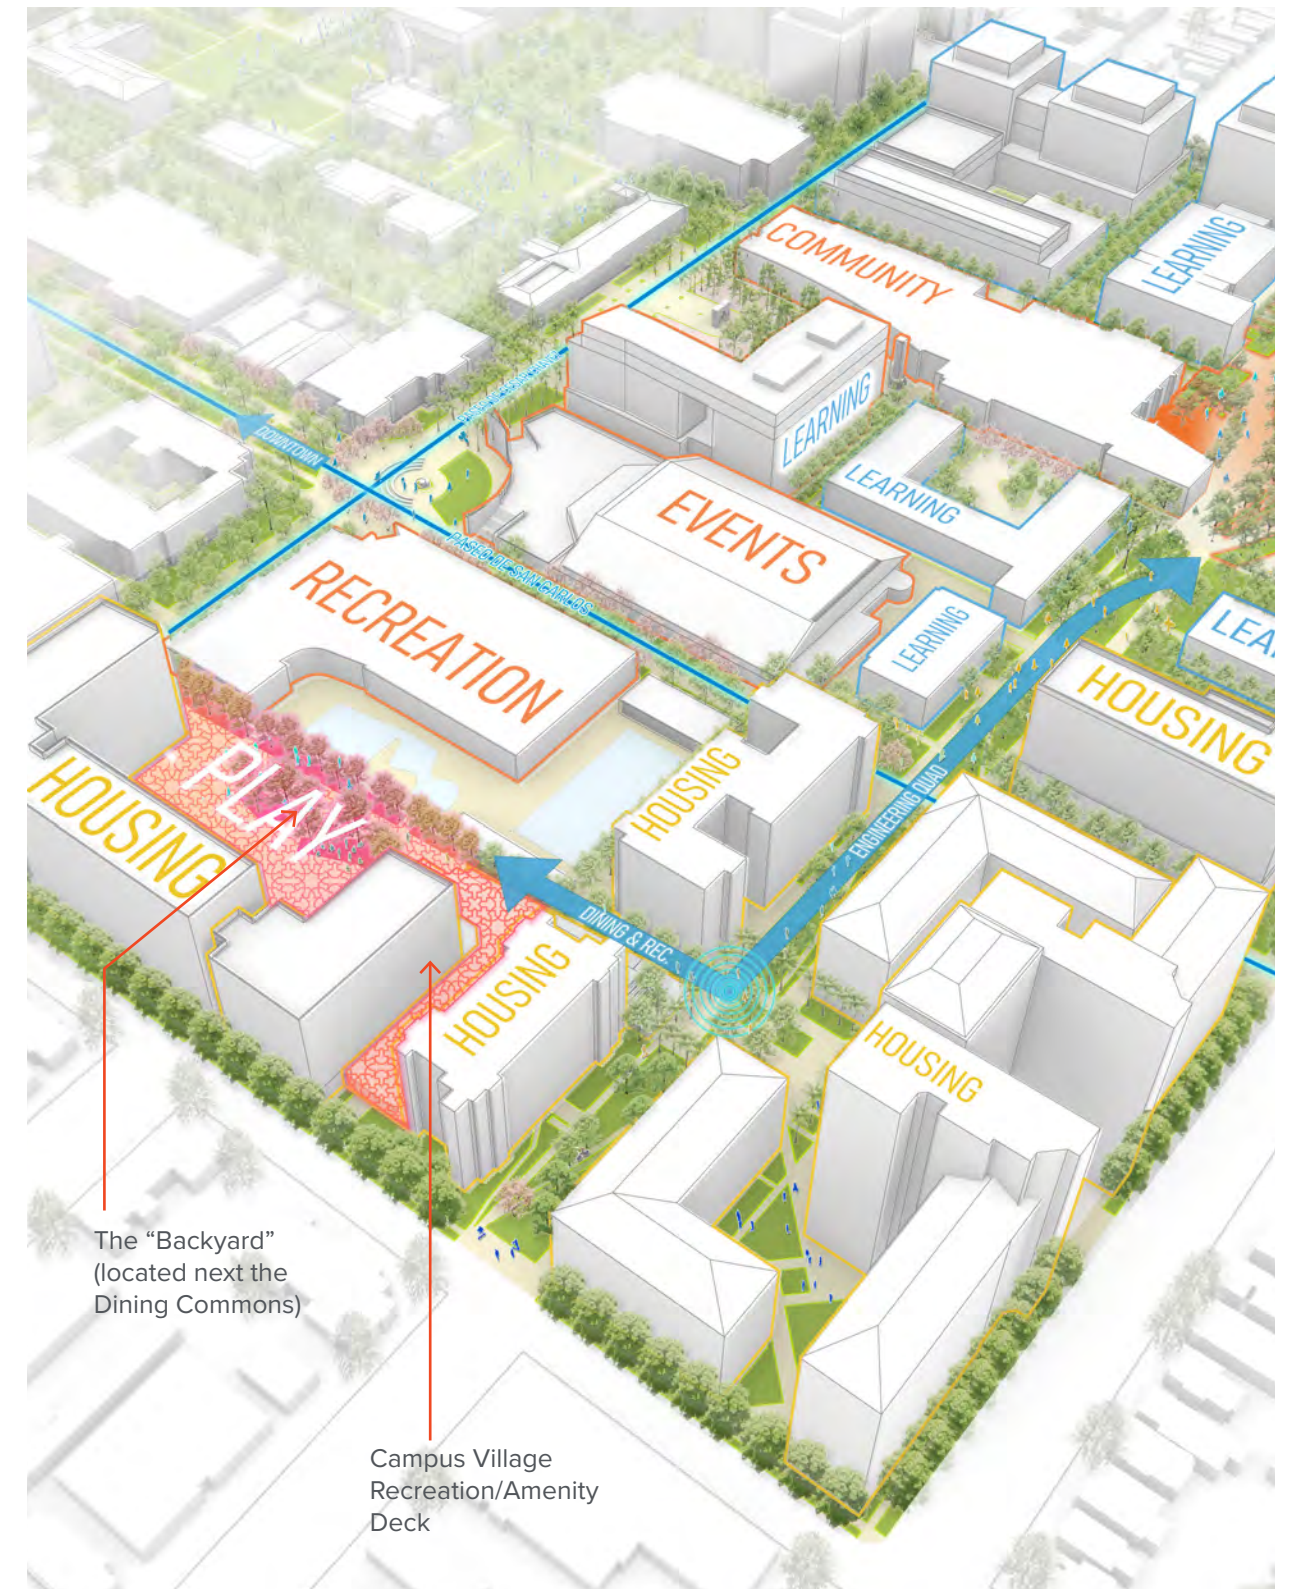 COMMUNITY
LEARNING
LEARNING
LEARNING
DOWNTOWN
EVENTS
PASEO DE SAN CARLOS
RECREATION
LEARNING
LEA
HOUSING
PLAY
HOUSING
HOUSING
ENGINEERING QUAD
DINING & REC.
HOUSING
HOUSING
The “Backyard”
(located next the
Dining Commons)
Campus Village
Recreation/Amenity
Deck